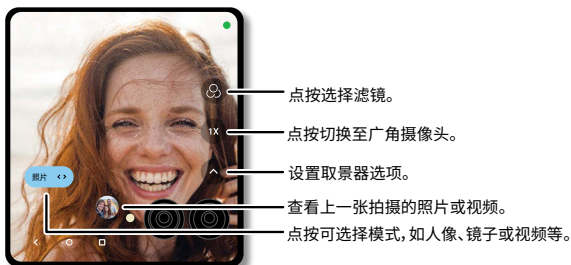 点按选择滤镜。
1X
点按切换至广角摄像头。
设置取景器选项。
照片
查看上一张拍摄的照片或视频。
点按可选择模式，如人像、镜子或视频等。